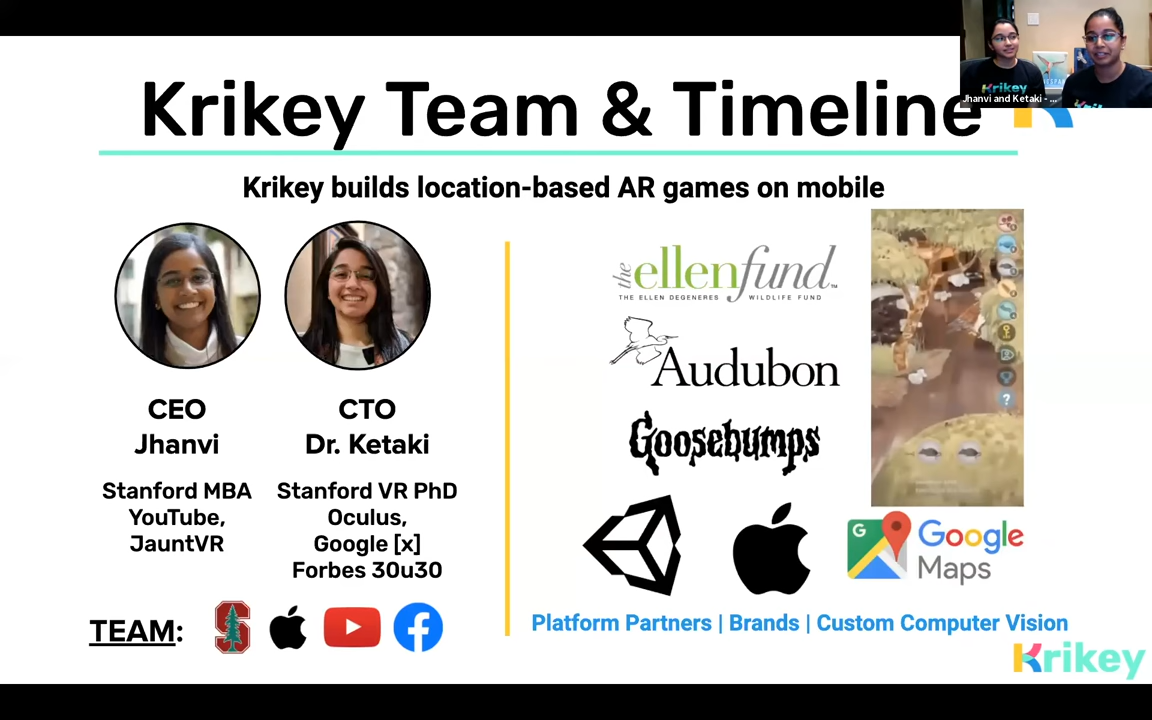 Krikey Team & Timeline
Krikey
Jhanvi and Ketaki - ...
Krikey builds location-based AR games on mobile
CEO
Jhanvi
Stanford MBA
YouTube,
JauntVR
CTO
Dr. Ketaki
Stanford VR PhD
Oculus,
Google [x]
Forbes 30u30
TEAM:
S
f
the ellenfund™
THE ELLEN DEGENERES WILDLIFE FUND
Audubon
Goosebumps
?
G
Google
Maps
Platform Partners | Brands | Custom Computer Vision
Krikey